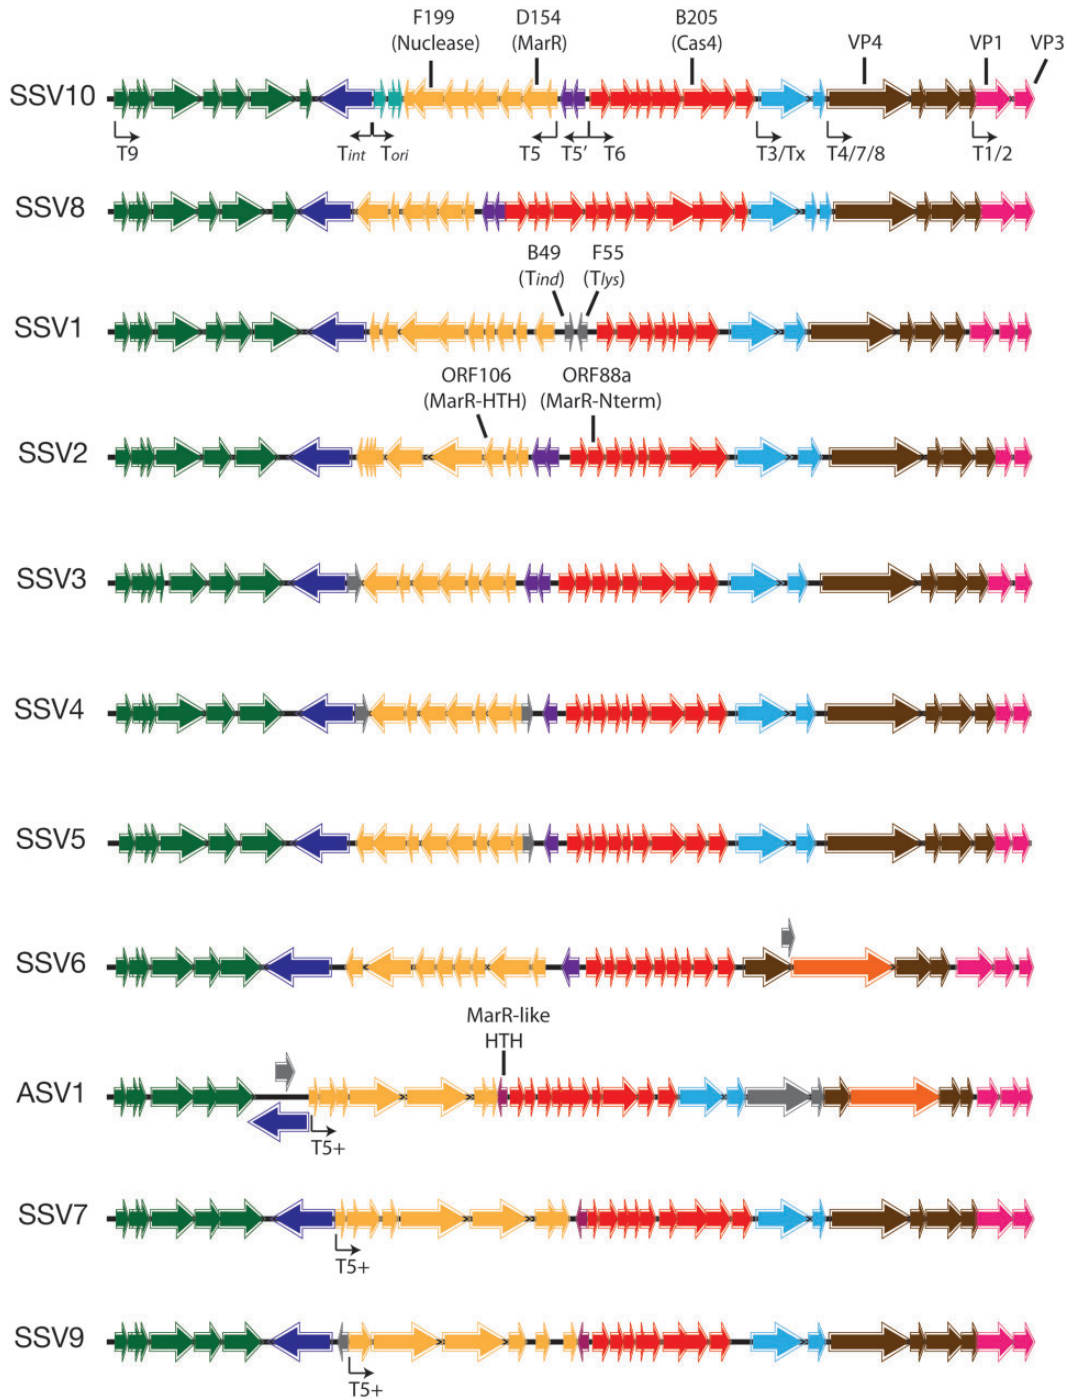 F199 D154 B205
(Nuclease) (MarR) (Cas4) VP4 VP1 VP3
SSV10
T9 Tint Tori T5 T5' T6 T3/Tx T4/7/8 T1/2
SSV8
B49 F55
(Tind) (Tlys)
SSV1
ORF106 ORF88a
(MarR-HTH) (MarR-Nterm)
SSV2
SSV3
SSV4
SSV5
SSV6
MarR-like
HTH
ASV1
T5+
SSV7
T5+
SSV9
T5+